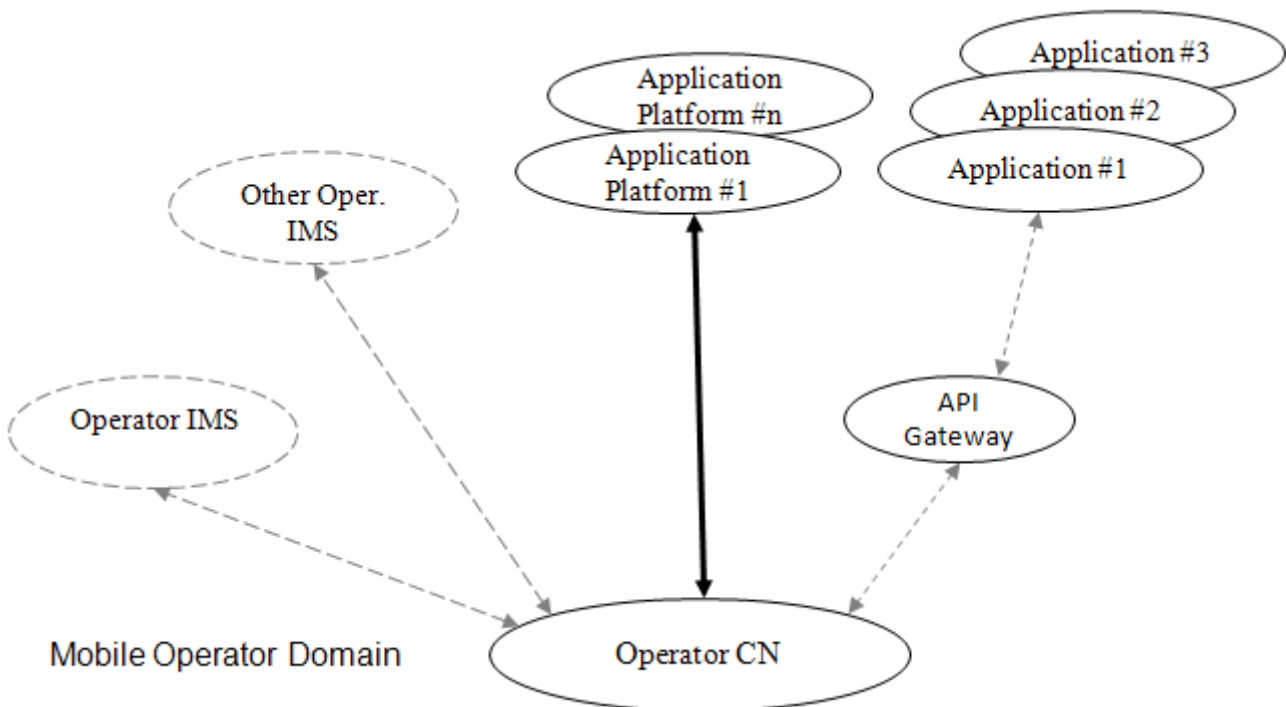 Application #3
Application
Platform #n
Application #2
Application
Platform #1
Application #1
Other Oper.
IMS
API
Gateway
Operator IMS
Mobile Operator Domain
Operator CN